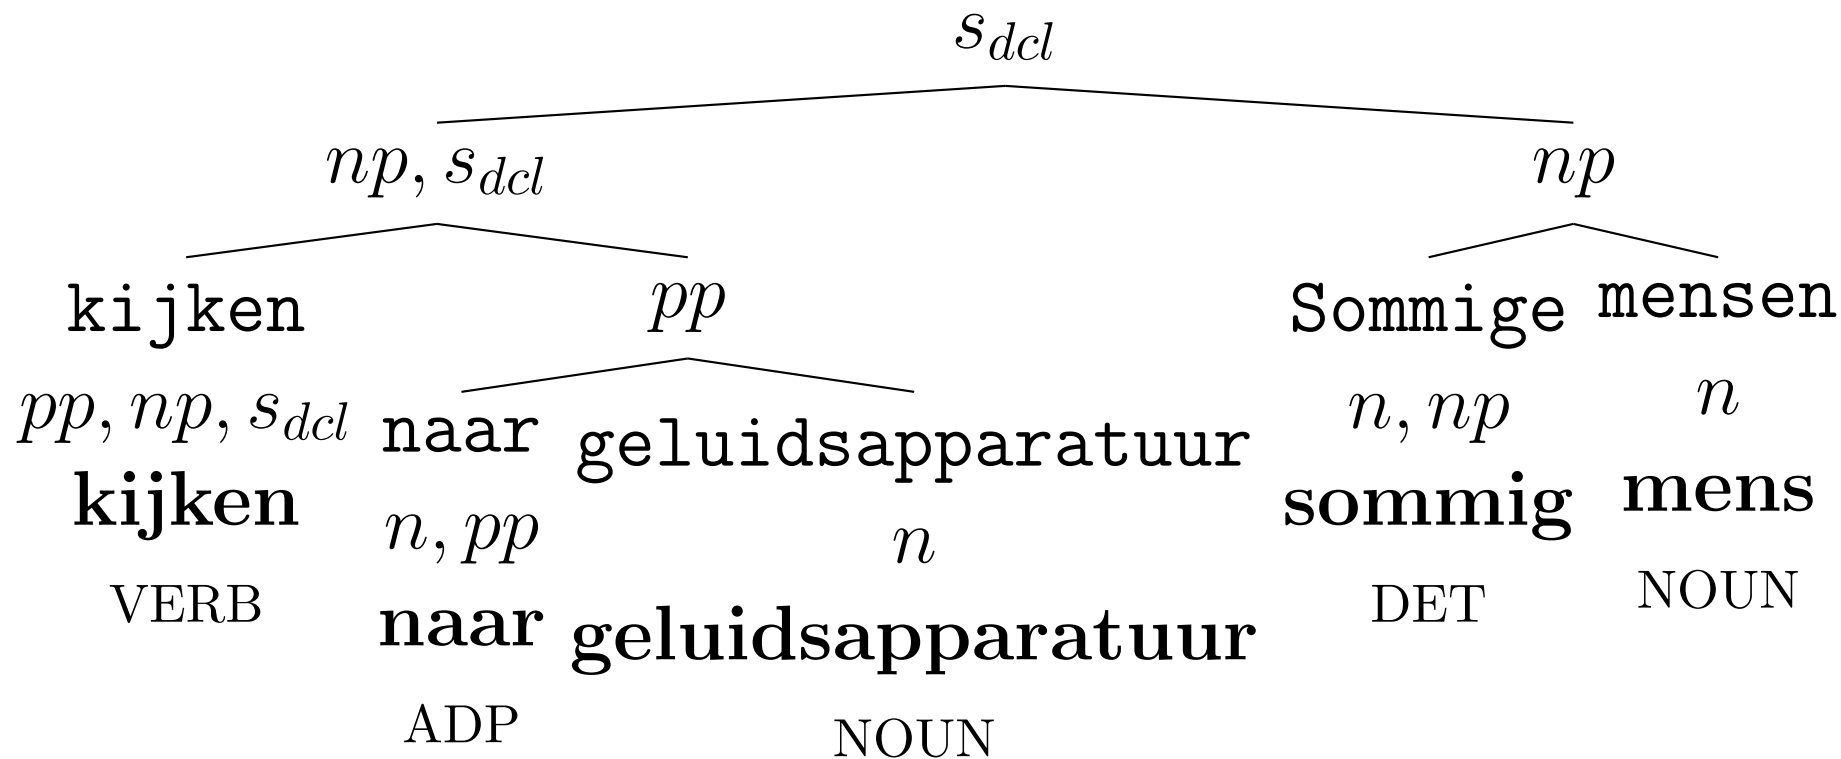 s_dcl
np, s_dcl np
kijken pp Sommige mensen
pp, np, s_dcl naar geluidsapparatuur n, np n
kijken n, pp n sommig mens
VERB naar geluidsapparatuur DET NOUN
ADP NOUN